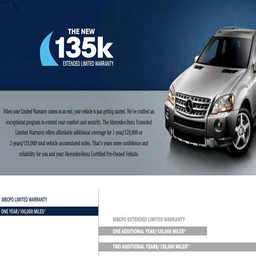 THE NEW
135k
EXTENDED LIMITED WARRANTY
When your Limited Warranty comes to an end, your vehicle is just getting started. We've crafted an
exceptional program to extend your comfort and security. The Mercedes-Benz Extended
Limited Warranty offers affordable additional coverage for 1 year/120,000 or
2 years/135,000 total vehicle accumulated miles. That's years more confidence and
reliability for you and your Mercedes-Benz Certified Pre-Owned Vehicle.
MBCPO LIMITED WARRANTY
ONE YEAR/100,000 MILES*
MBCPO EXTENDED LIMITED WARRANTY
ONE ADDITIONAL YEAR/120,000 MILES*
TWO ADDITIONAL YEARS/135,000 MILES*